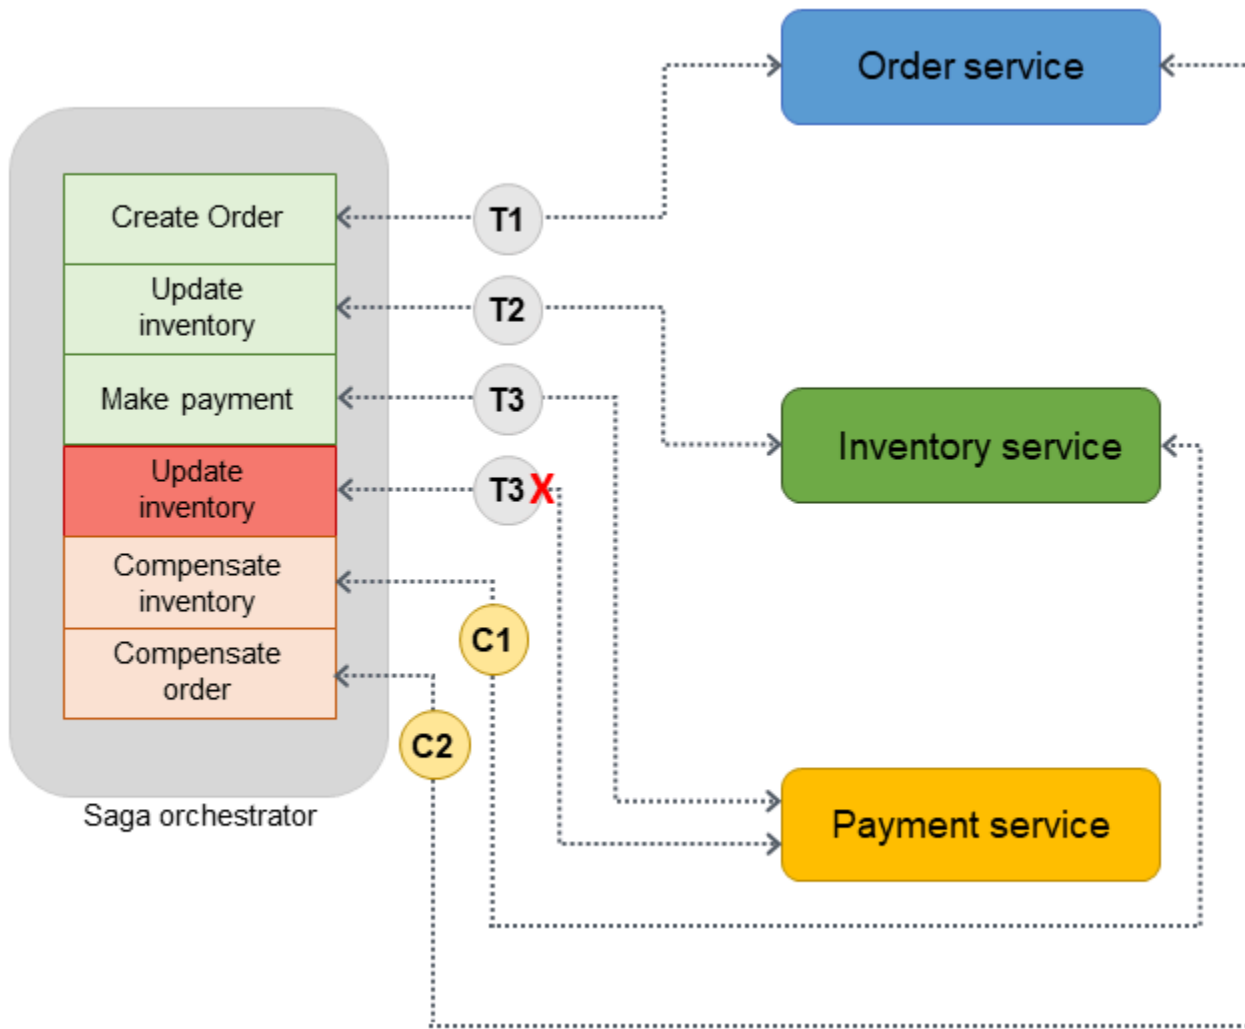 Order service
Create Order
T1
Update
inventory
T2
Make payment
T3
Inventory service
Update
inventory
T3 X
Compensate
inventory
C1
Compensate
order
C2
Saga orchestrator
Payment service